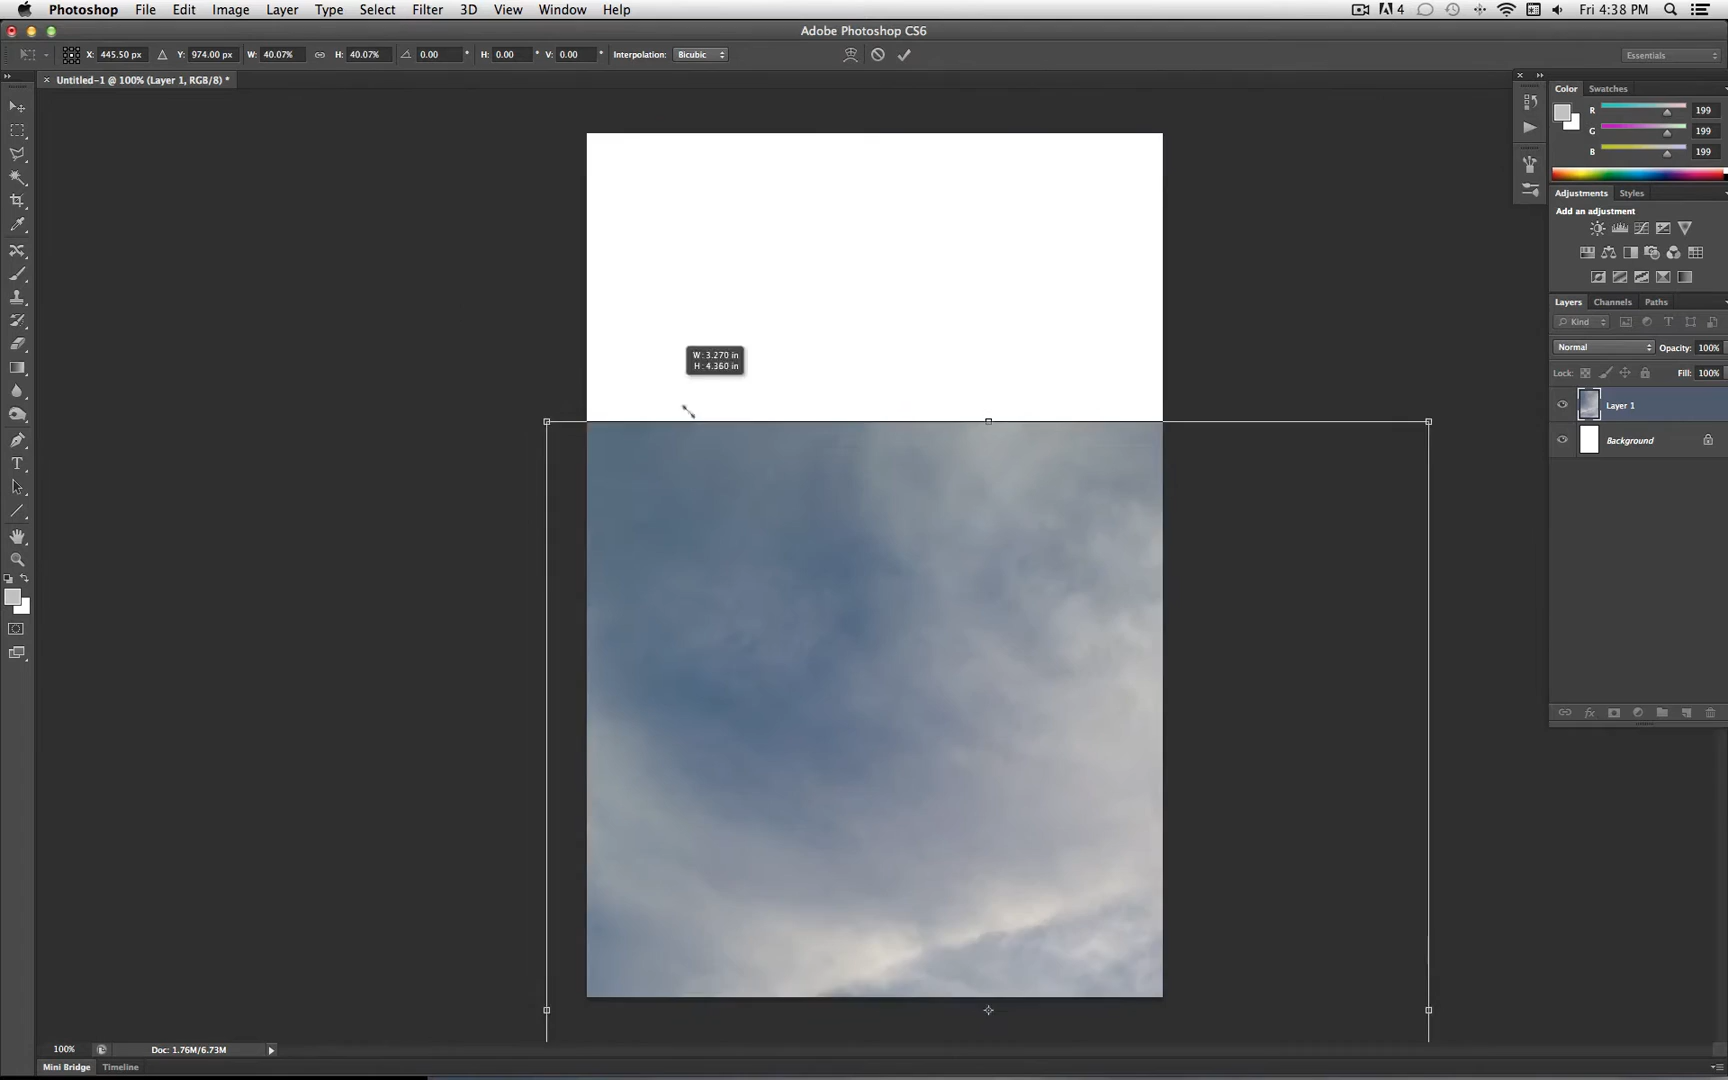 Photoshop File Edit Image Layer Type Select Filter 3D View Window Help 4 Fri 4:38 PM
Adobe Photoshop CS6
X: 445.50 px Y: 974.00 px W: 40.07% H: 40.07% 0.00 ° H: 0.00 ° V: 0.00 ° Interpolation: Bicubic Essentials
× Untitled-1 @ 100% (Layer 1, RGB/8) *
Color Swatches
R 199
G 199
B 199
Adjustments Styles
Add an adjustment
Layers Channels Paths
Kind
Normal Opacity: 100%
Lock: Fill: 100%
Layer 1
Background
W: 3.270 in
H: 4.360 in
100% Doc: 1.76M/6.73M
Mini Bridge Timeline